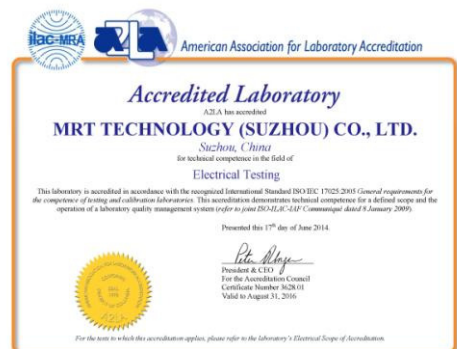 ilac-MRA
A2LA
American Association for Laboratory Accreditation
Accredited Laboratory
A2LA has accredited
MRT TECHNOLOGY (SUZHOU) CO., LTD.
Suzhou, China
for technical competence in the field of
Electrical Testing
This laboratory is accredited in accordance with the recognized International Standard ISO/IEC 17025:2005 General requirements for
the competence of testing and calibration laboratories. This accreditation demonstrates technical competence for a defined scope and the
operation of a laboratory quality management system (refer to joint ISO-ILAC-IAF Communiqué dated 8 January 2009).
Presented this 17th day of June 2014.
President & CEO
For the Accreditation Council
Certificate Number 3628.01
Valid to August 31, 2016
A2LA
For the tests to which this accreditation applies, please refer to the laboratory's Electrical Scope of Accreditation.